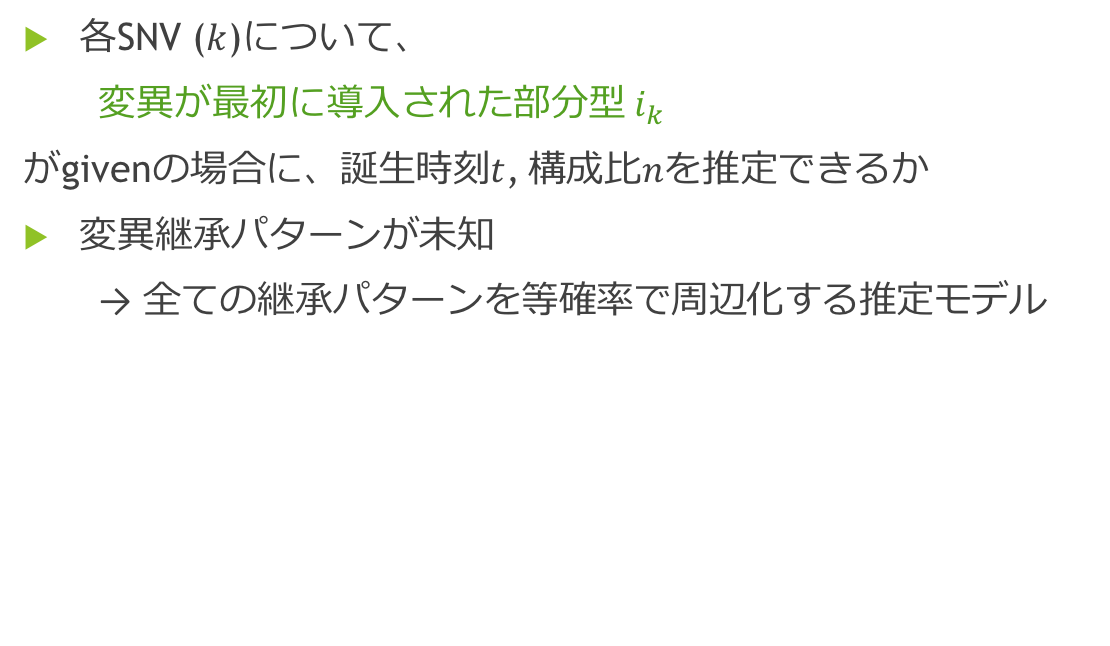 ▶ 各SNV (k)について、
変異が最初に導入された部分型 i_k
がgivenの場合に、誕生時刻t, 構成比nを推定できるか
▶ 変異継承パターンが未知
→ 全ての継承パターンを等確率で周辺化する推定モデル